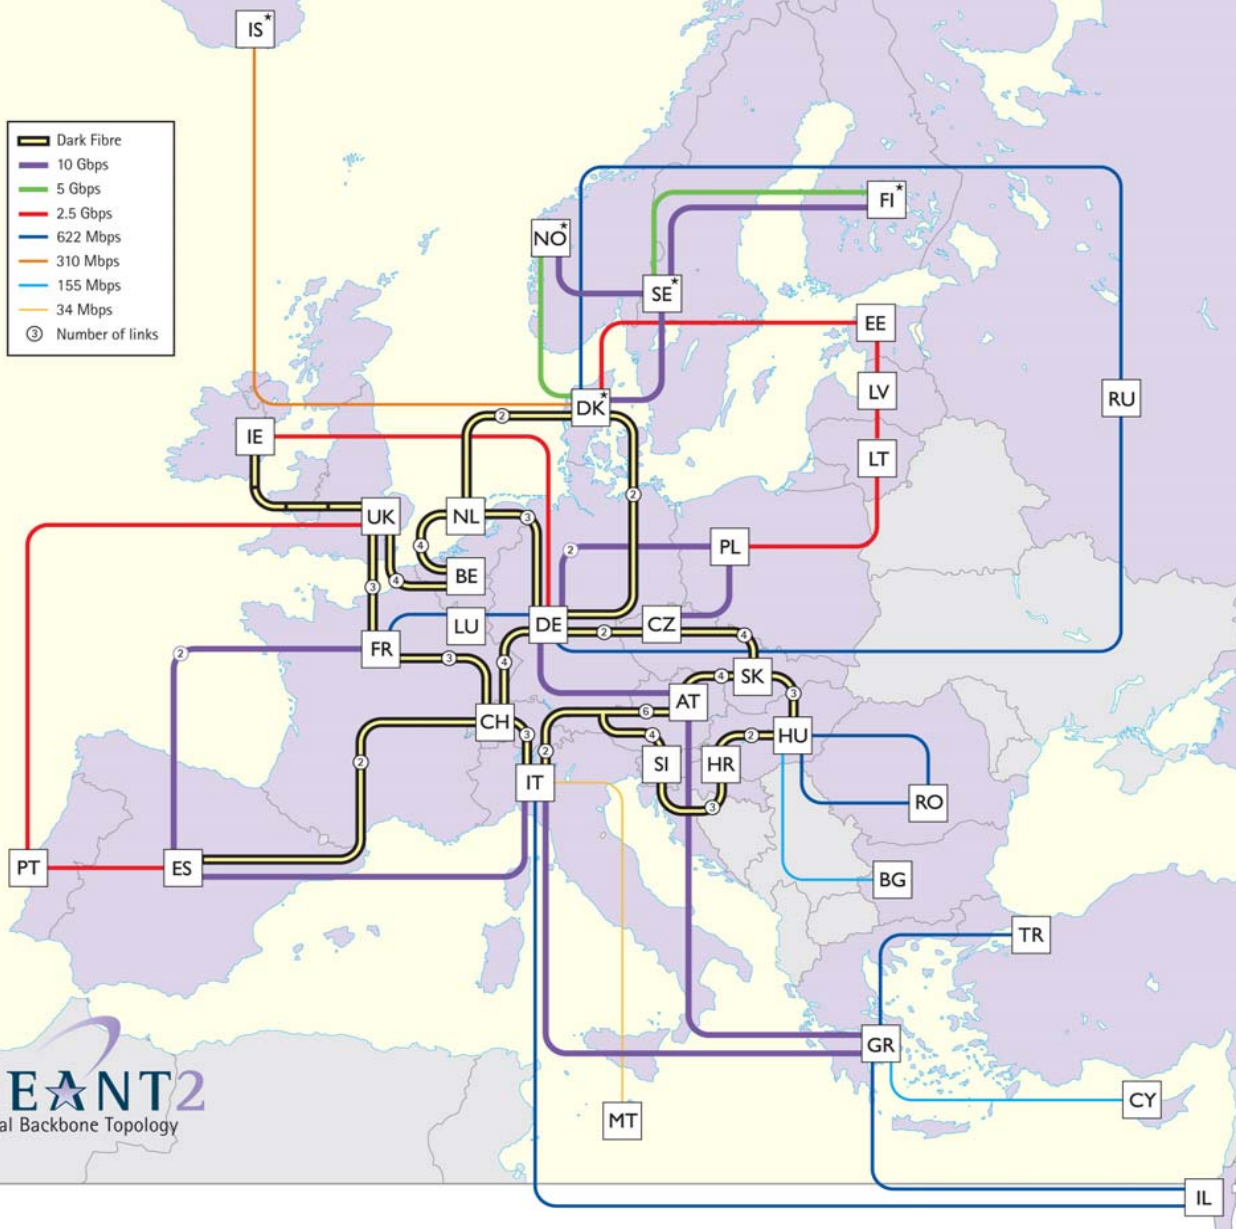 IS*
Dark Fibre
10 Gbps
5 Gbps
2.5 Gbps
622 Mbps
310 Mbps
155 Mbps
34 Mbps
3 Number of links
FI*
NO*
SE*
EE
LV
RU
DK*
2
IE
LT
2
UK
NL
3
4
PL
2
BE
4
3
LU
DE
CZ
2
4
FR
2
3
4
SK
4
3
AT
6
CH
3
2
4
2
HU
2
SI
HR
IT
RO
3
PT
ES
BG
TR
GR
EANT2
al Backbone Topology
CY
MT
IL